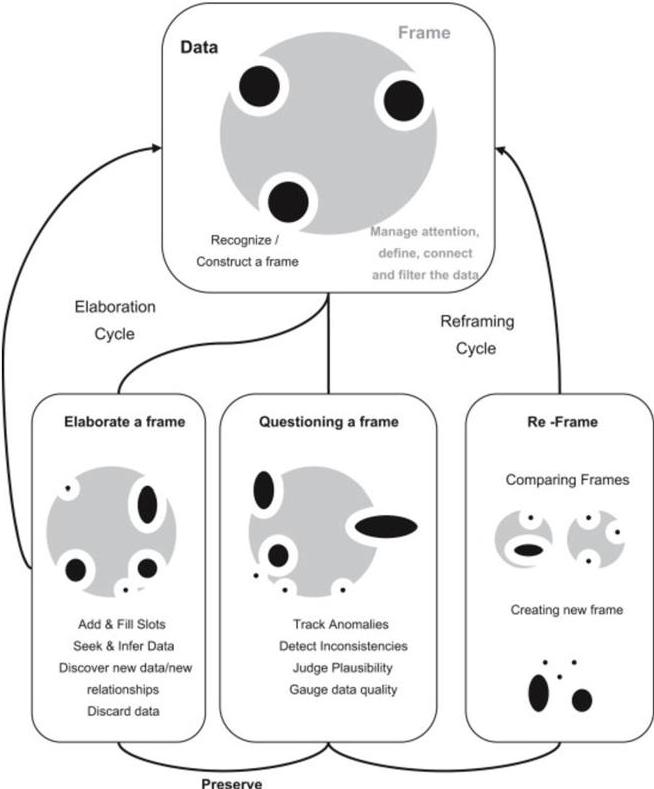 Data
Frame
Recognize /
Construct a frame
Manage attention,
define, connect
and filter the data
Elaboration
Cycle
Reframing
Cycle
Elaborate a frame
Add & Fill Slots
Seek & Infer Data
Discover new data/new
relationships
Discard data
Questioning a frame
Track Anomalies
Detect Inconsistencies
Judge Plausibility
Gauge data quality
Re -Frame
Comparing Frames
Creating new frame
Preserve